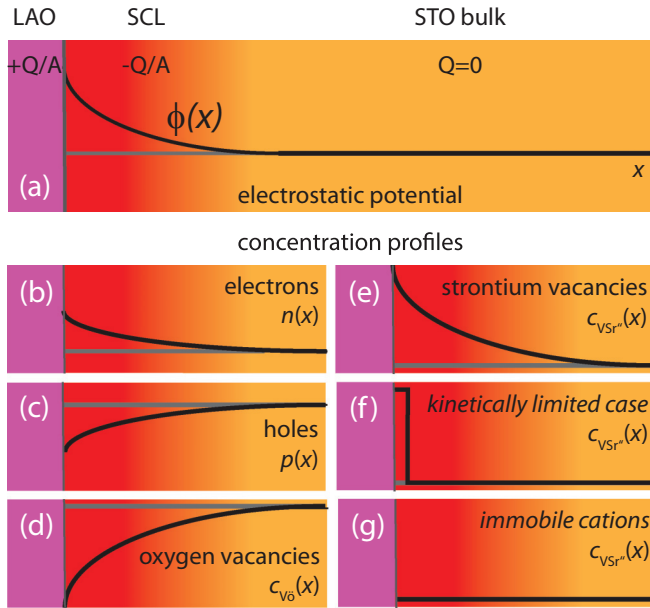 LAO SCL STO bulk
+Q/A -Q/A Q=0
ϕ(x)
x
(a) electrostatic potential
concentration profiles
(b) electrons
n(x)
(e) strontium vacancies
c_VSr''(x)
(c) holes
p(x)
(f) kinetically limited case
c_VSr''(x)
(d) oxygen vacancies
c_Vö(x)
(g) immobile cations
c_VSr''(x)